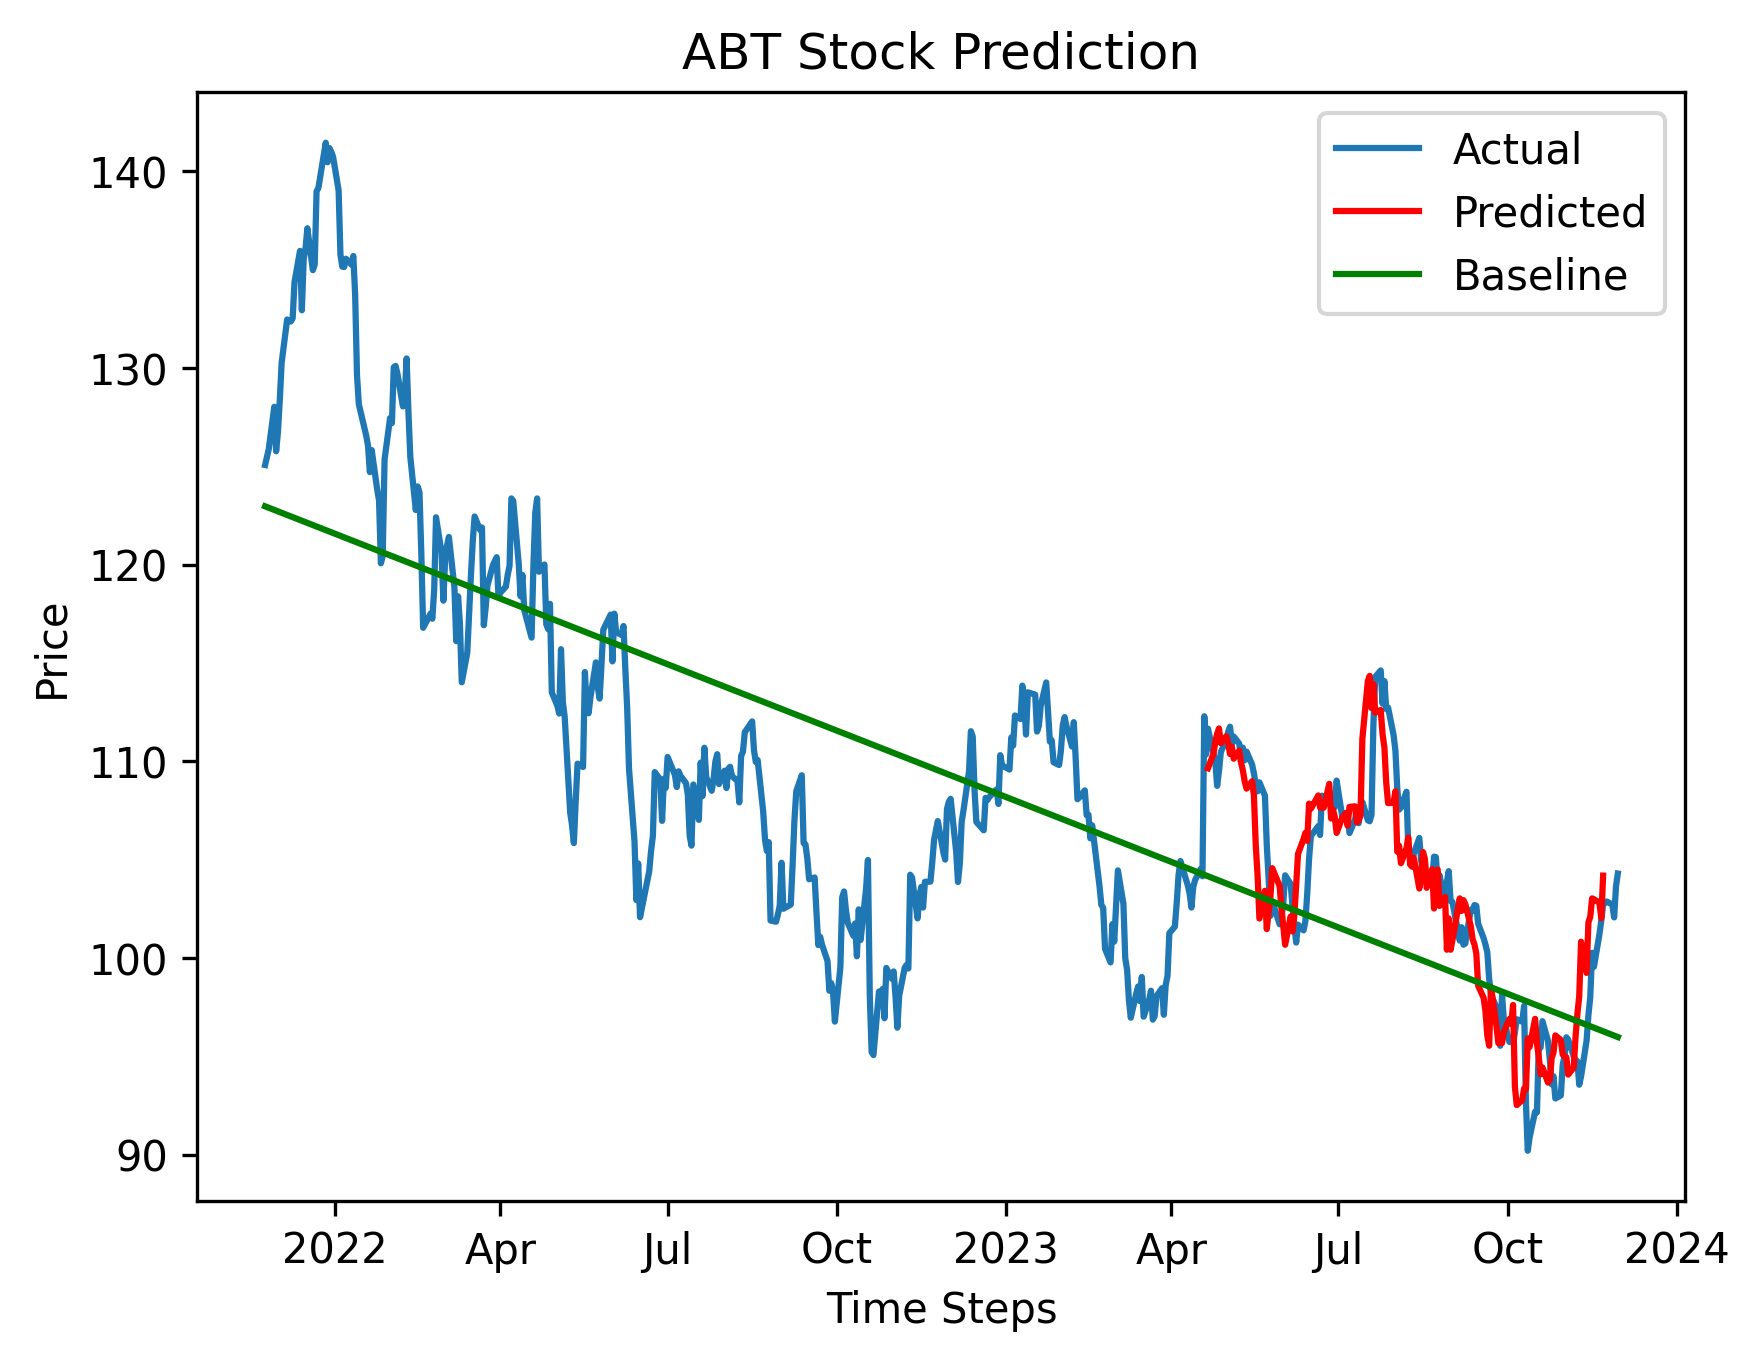 ABT Stock Prediction
Actual
Predicted
Baseline
140
130
120
110
100
90
Price
2022 Apr Jul Oct 2023 Apr Jul Oct 2024
Time Steps